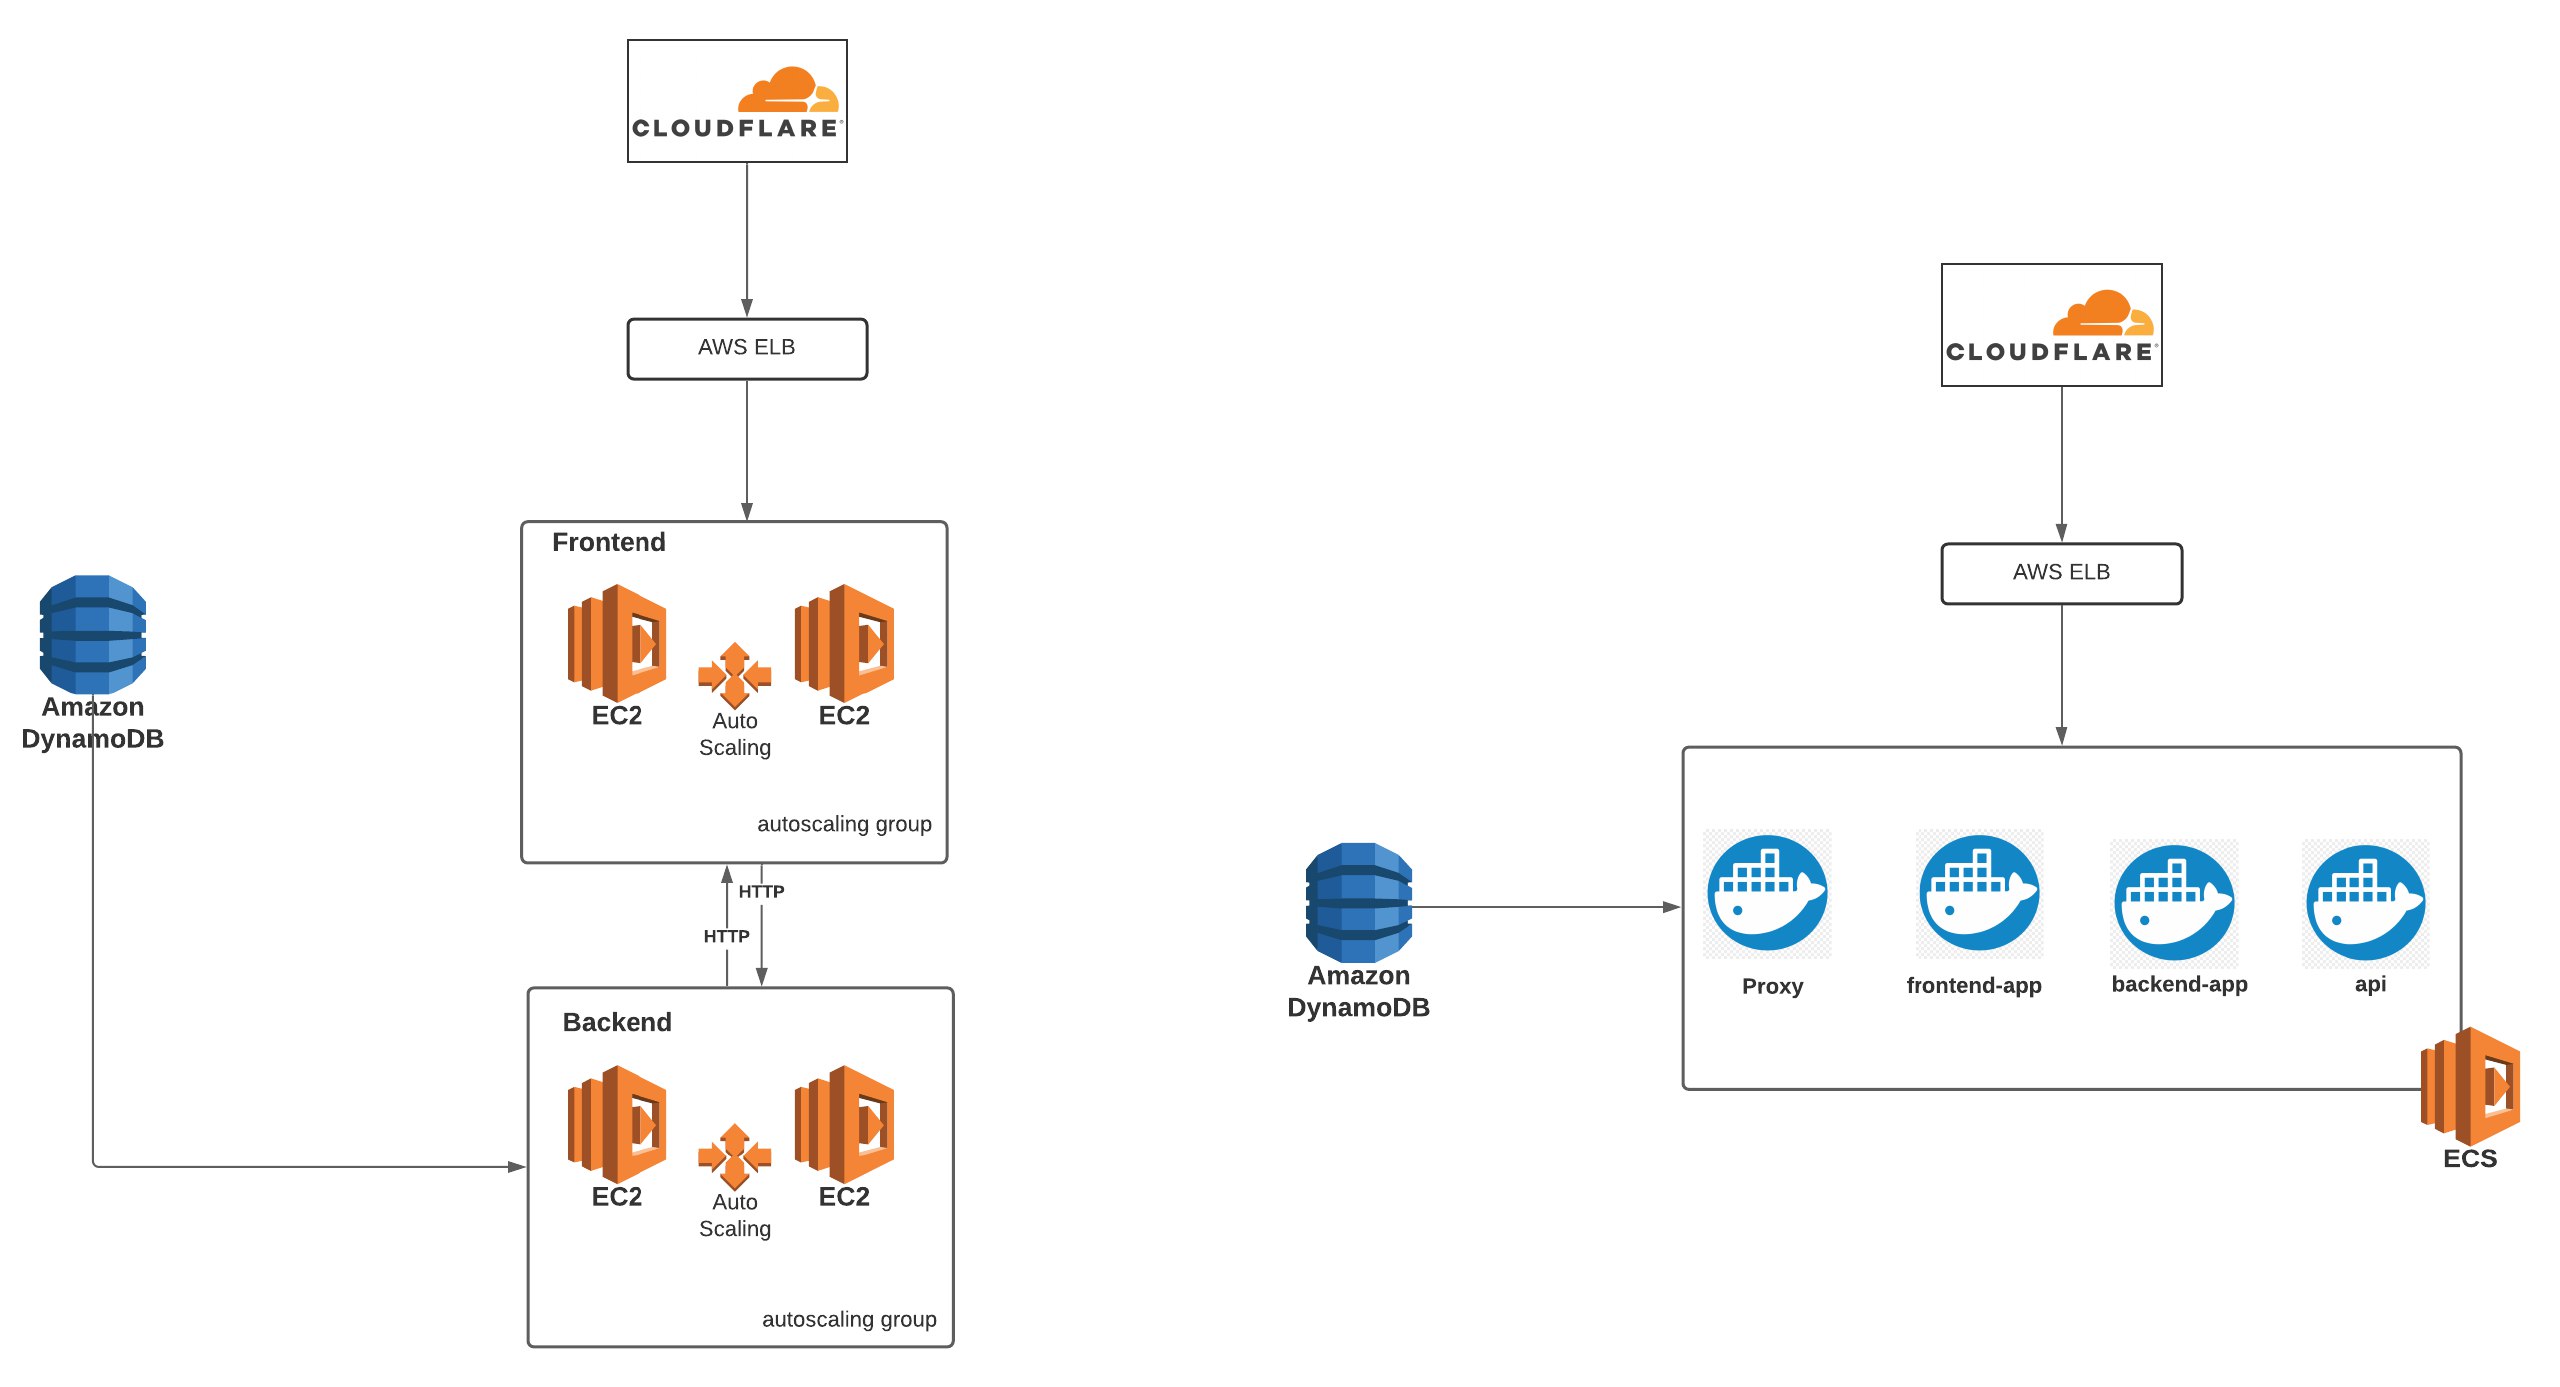 CLOUDFLARE
AWS ELB
Frontend
EC2
EC2
Auto
Scaling
autoscaling group
Amazon
DynamoDB
HTTP
HTTP
Backend
EC2
EC2
Auto
Scaling
autoscaling group
CLOUDFLARE
AWS ELB
Amazon
DynamoDB
Proxy
frontend-app
backend-app
api
ECS